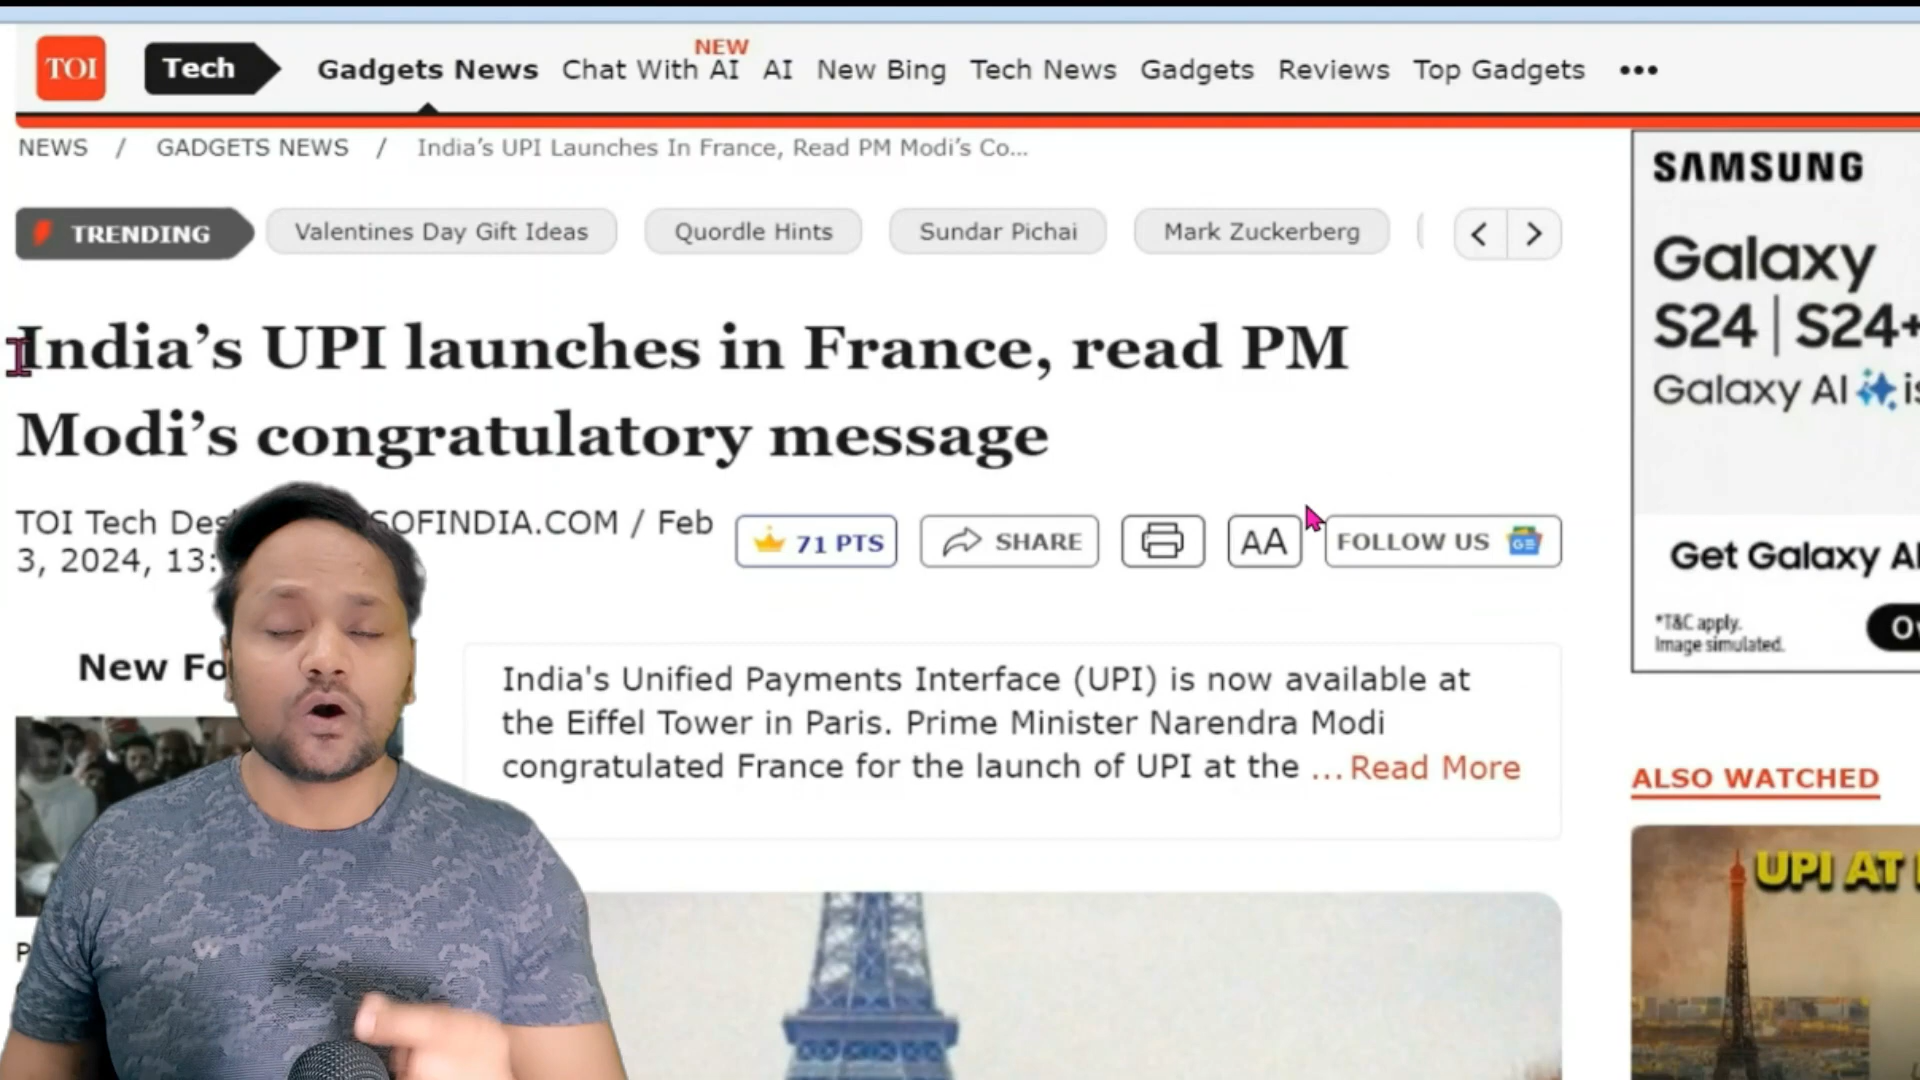 TOI
Tech
Gadgets News
Chat With AI
NEW
AI
New Bing
Tech News
Gadgets
Reviews
Top Gadgets
•••
NEWS / GADGETS NEWS / India’s UPI Launches In France, Read PM Modi’s Co...
TRENDING
Valentines Day Gift Ideas
Quordle Hints
Sundar Pichai
Mark Zuckerberg
India’s UPI launches in France, read PM
Modi’s congratulatory message
TOI Tech Des SOFINDIA.COM / Feb
3, 2024, 13:
71 PTS
SHARE
AA
FOLLOW US
GE
New Fo
India's Unified Payments Interface (UPI) is now available at
the Eiffel Tower in Paris. Prime Minister Narendra Modi
congratulated France for the launch of UPI at the ... Read More
P
SAMSUNG
Galaxy
S24 | S24+
Galaxy AI is
Get Galaxy AI
*T&C apply.
Image simulated.
ALSO WATCHED
UPI AT